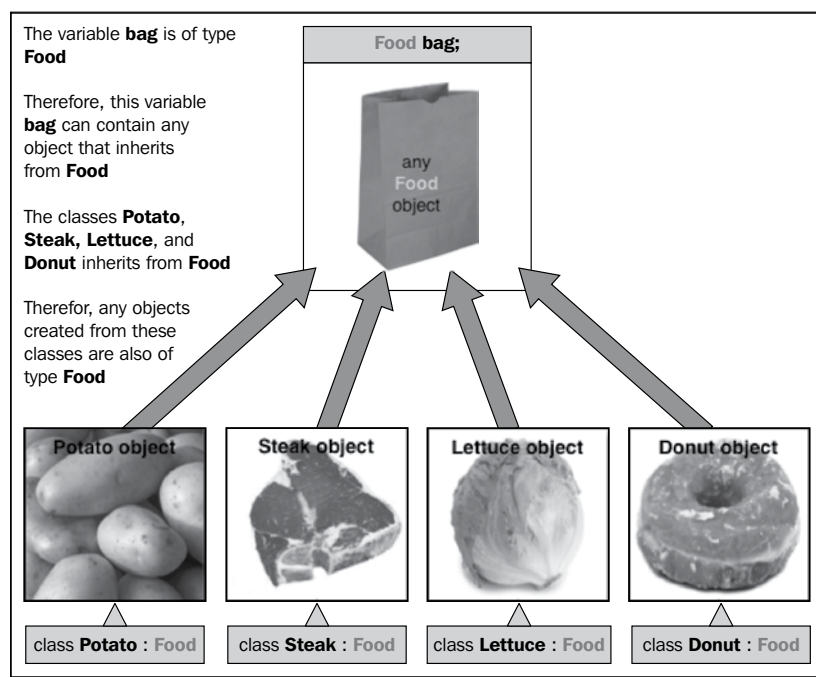 The variable bag is of type
Food
Therefore, this variable
bag can contain any
object that inherits
from Food
The classes Potato,
Steak, Lettuce, and
Donut inherits from Food
Therefor, any objects
created from these
classes are also of
type Food
Food bag;
any
Food
object
Potato object
Steak object
Lettuce object
Donut object
class Potato : Food
class Steak : Food
class Lettuce : Food
class Donut : Food